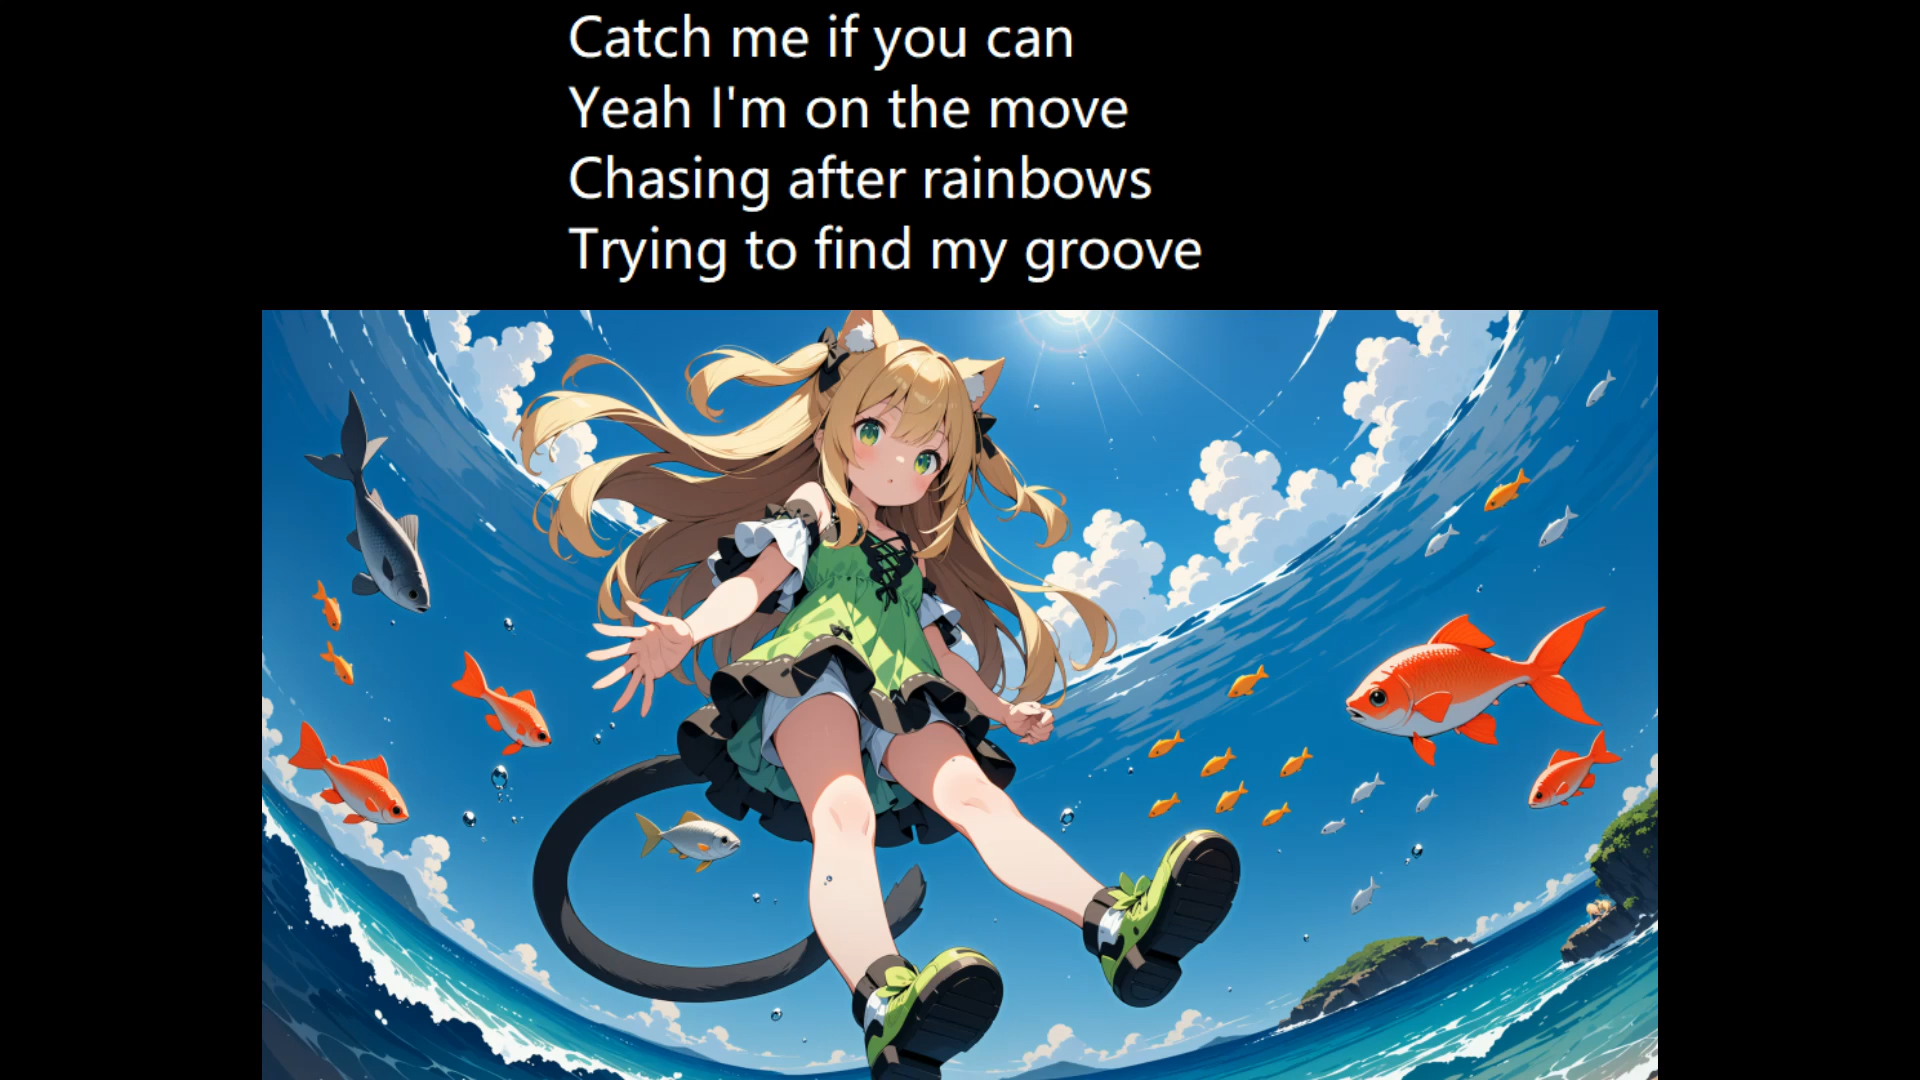 Catch me if you can
Yeah I'm on the move
Chasing after rainbows
Trying to find my groove